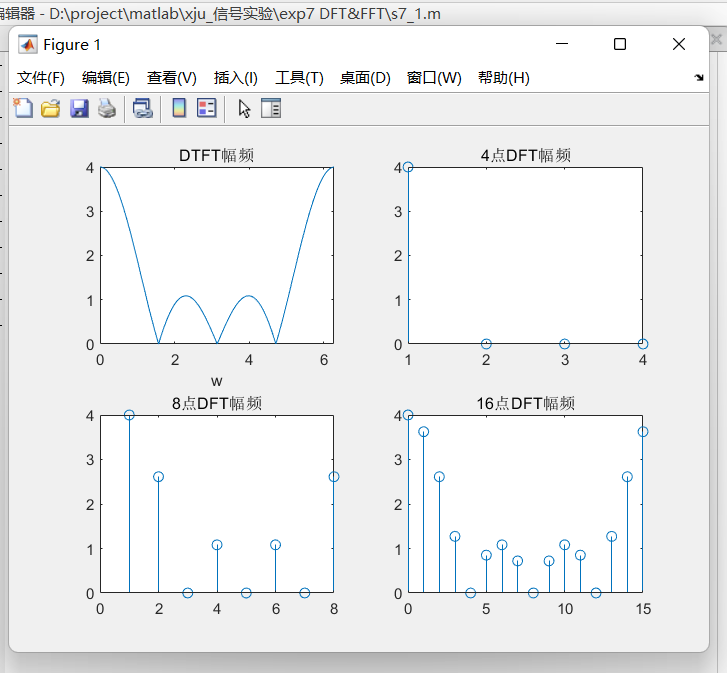 编辑器 - D:\project\matlab\xju_信号实验\exp7 DFT&FFT\s7_1.m
Figure 1
文件(F) 编辑(E) 查看(V) 插入(I) 工具(T) 桌面(D) 窗口(W) 帮助(H)
DTFT幅频
4
3
2
1
0
0 2 4 6
w
4点DFT幅频
4
3
2
1
0
1 2 3 4
8点DFT幅频
4
3
2
1
0
0 2 4 6 8
16点DFT幅频
4
3
2
1
0
0 5 10 15